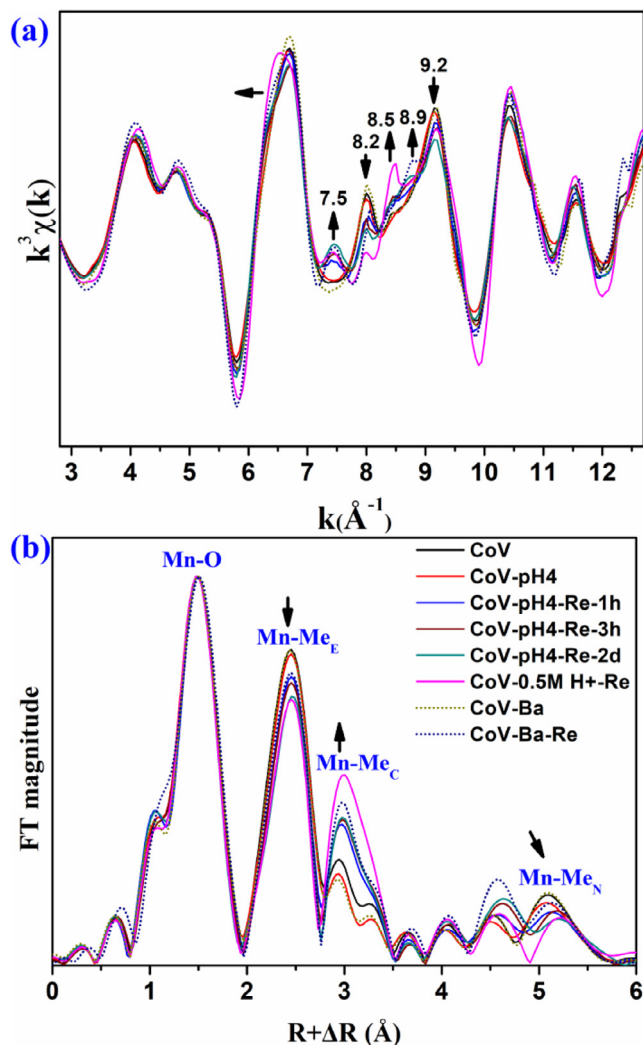 (a)
9.2
8.5
8.9
8.2
7.5
k³χ(k)
3 4 5 6 7 8 9 10 11 12
k(Å⁻¹)
(b)
Mn-O
Mn-Me_E
Mn-Me_C
Mn-Me_N
CoV
CoV-pH4
CoV-pH4-Re-1h
CoV-pH4-Re-3h
CoV-pH4-Re-2d
CoV-0.5M H+-Re
CoV-Ba
CoV-Ba-Re
FT magnitude
0 1 2 3 4 5 6
R+ΔR (Å)